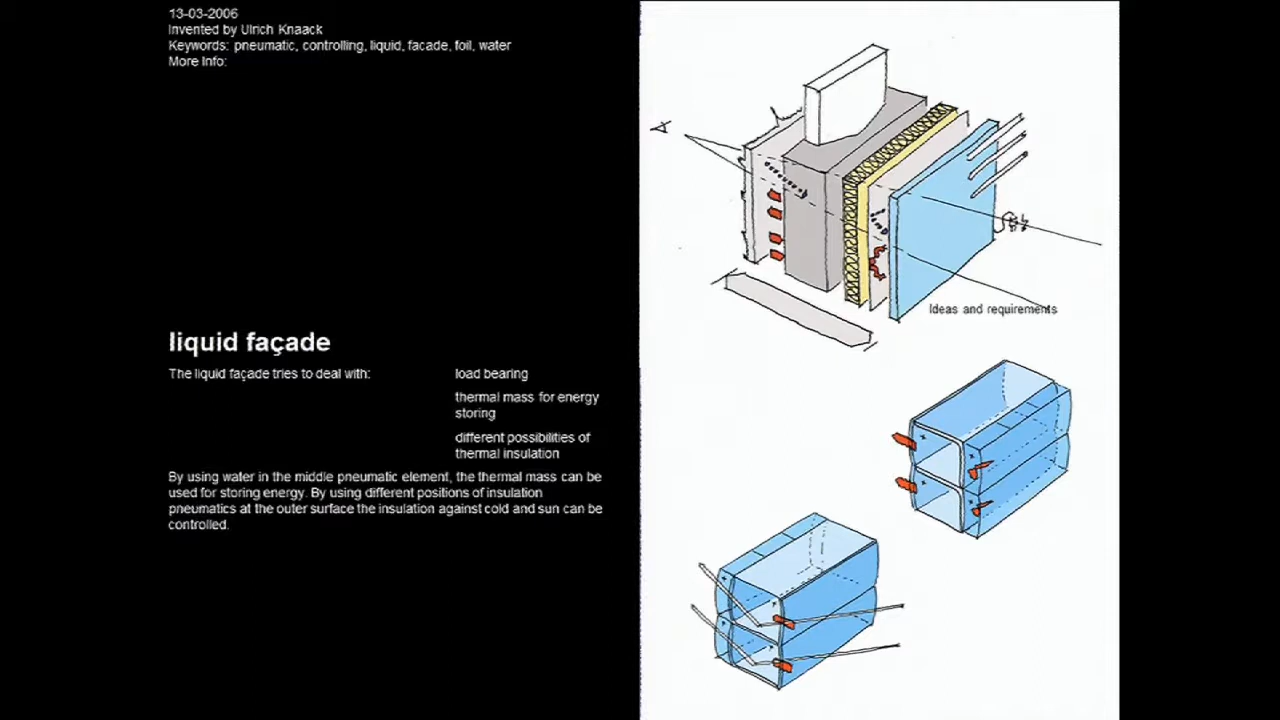 13-03-2006
Invented by Ulrich Knaack
Keywords: pneumatic, controlling, liquid, facade, foil, water
More Info:
liquid façade
The liquid façade tries to deal with:
load bearing
thermal mass for energy
storing
different possibilities of
thermal insulation
By using water in the middle pneumatic element, the thermal mass can be
used for storing energy. By using different positions of insulation
pneumatics at the outer surface the insulation against cold and sun can be
controlled.
Ideas and requirements